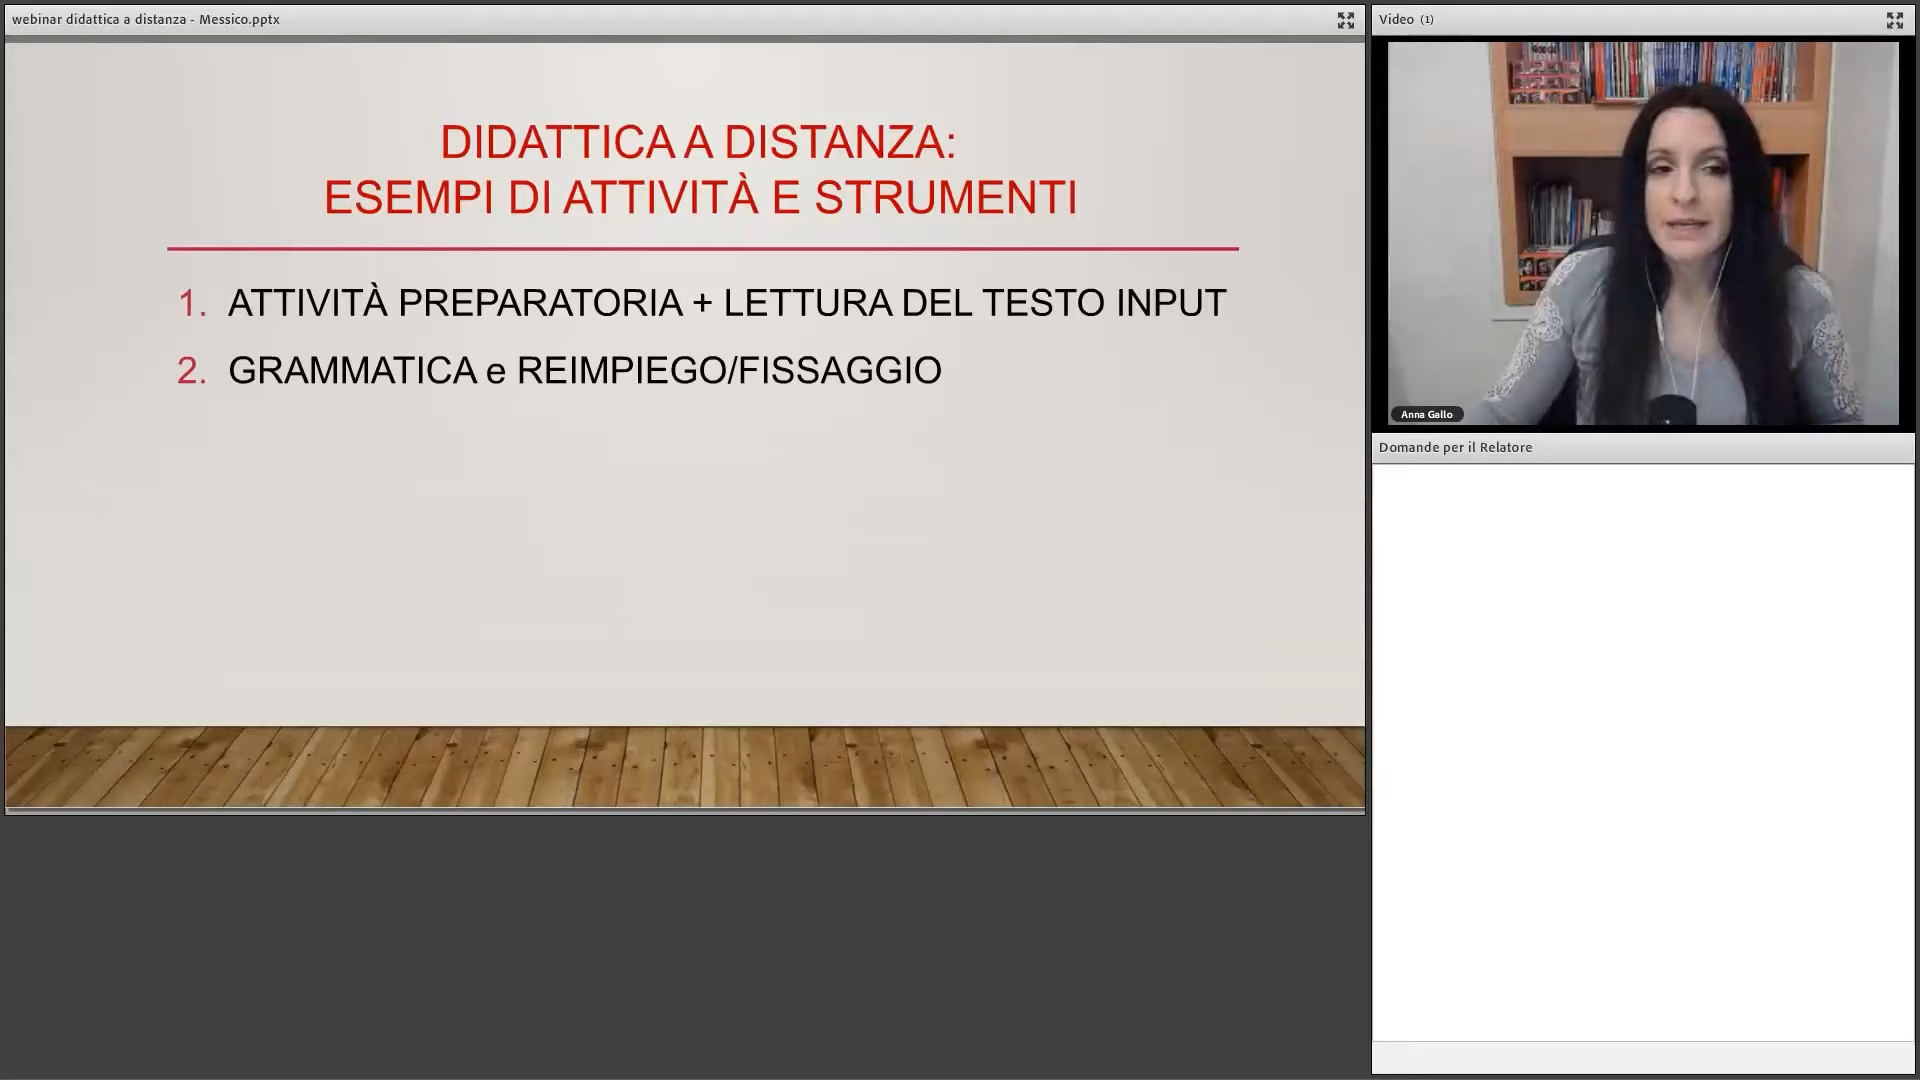 webinar didattica a distanza - Messico.pptx
DIDATTICA A DISTANZA:
ESEMPI DI ATTIVITÀ E STRUMENTI
1. ATTIVITÀ PREPARATORIA + LETTURA DEL TESTO INPUT
2. GRAMMATICA e REIMPIEGO/FISSAGGIO
Video (1)
Anna Gallo
Domande per il Relatore